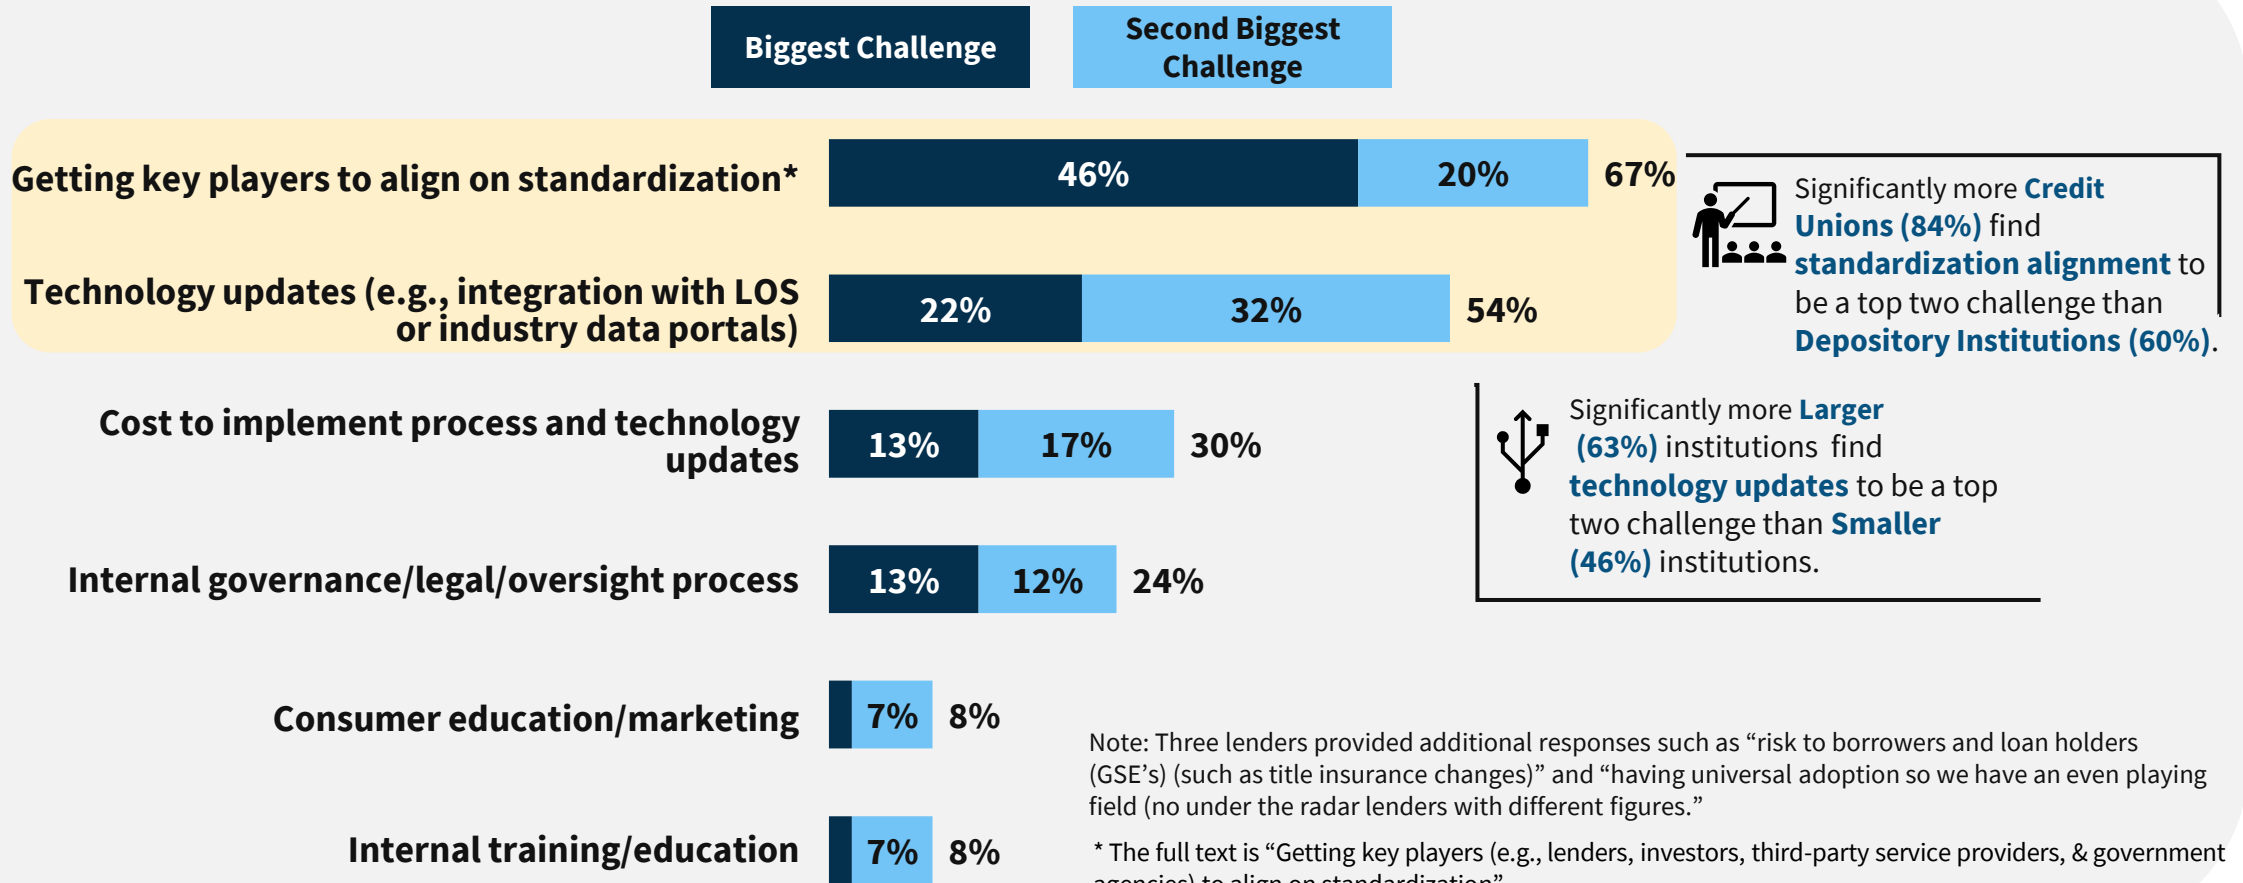 Biggest Challenge
Second Biggest
Challenge
Getting key players to align on standardization*
46%
20%
67%
Technology updates (e.g., integration with LOS
or industry data portals)
22%
32%
54%
Cost to implement process and technology
updates
13%
17%
30%
Internal governance/legal/oversight process
13%
12%
24%
Consumer education/marketing
7%
8%
Internal training/education
7%
8%
Significantly more Credit
Unions (84%) find
standardization alignment to
be a top two challenge than
Depository Institutions (60%).
Significantly more Larger
(63%) institutions find
technology updates to be a top
two challenge than Smaller
(46%) institutions.
Note: Three lenders provided additional responses such as “risk to borrowers and loan holders
(GSE’s) (such as title insurance changes)” and “having universal adoption so we have an even playing
field (no under the radar lenders with different figures.”
* The full text is “Getting key players (e.g., lenders, investors, third-party service providers, & government
agencies) to align on standardization”